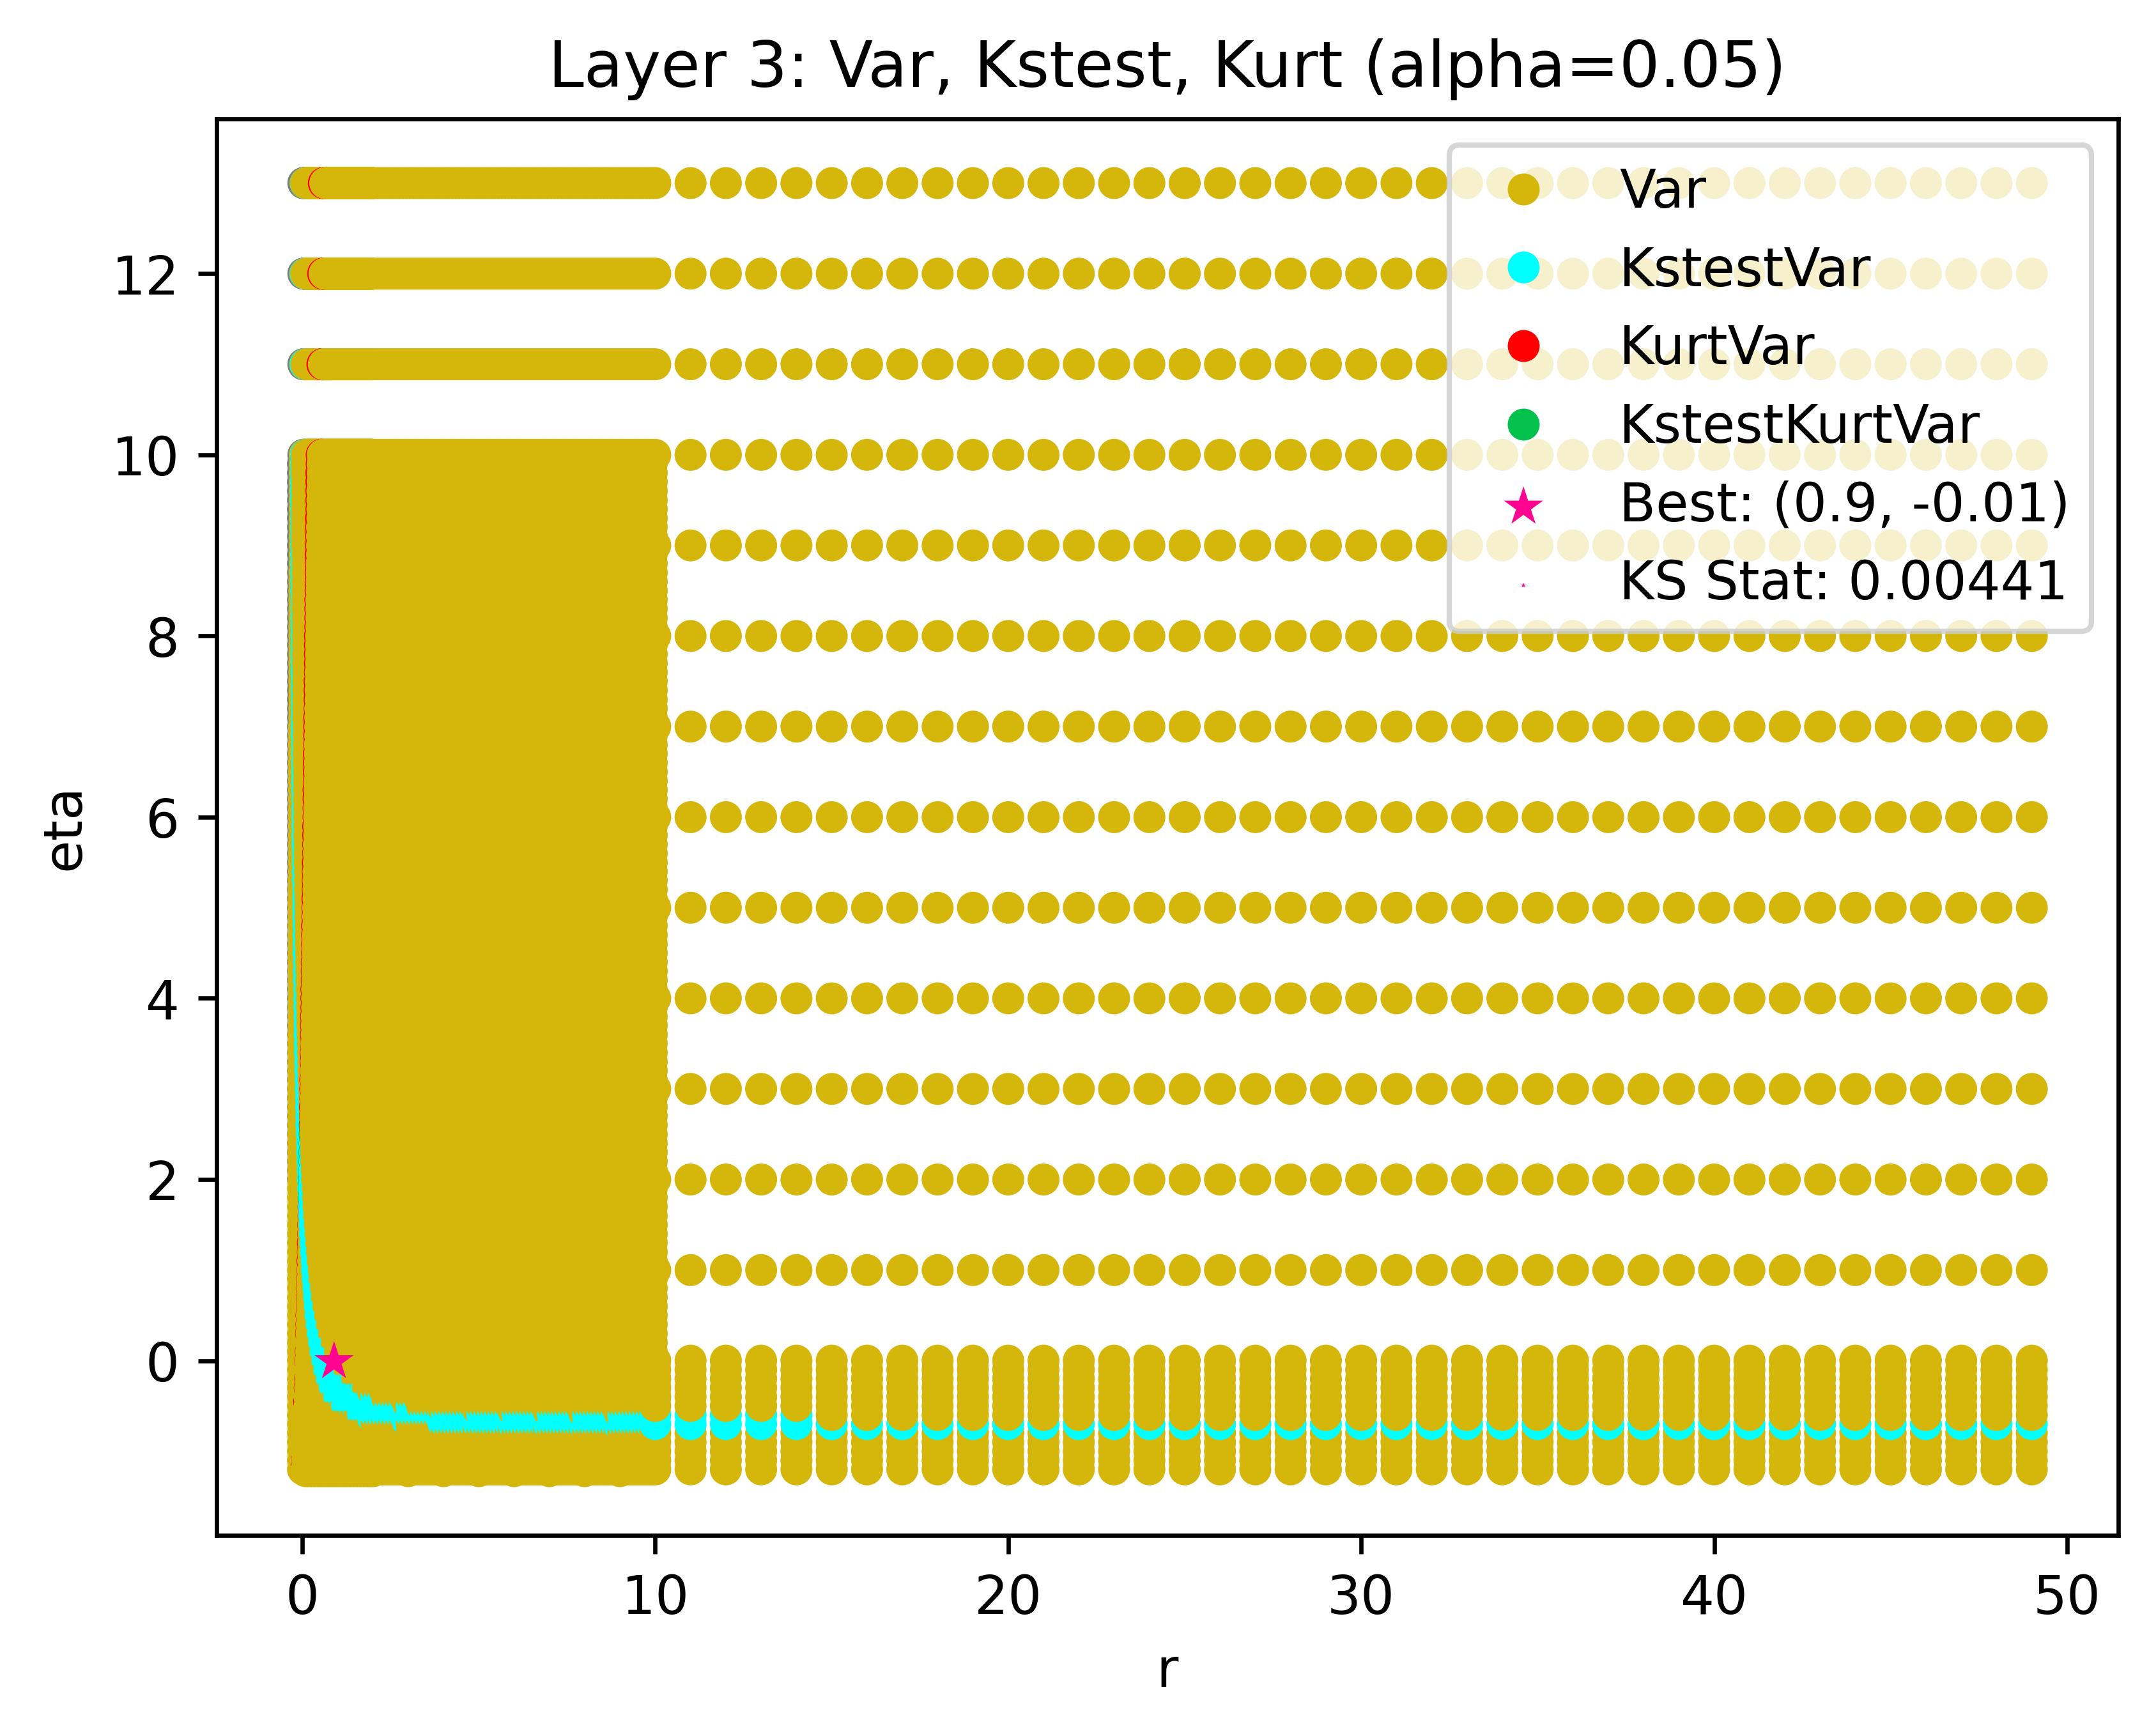 Layer 3: Var, Kstest, Kurt (alpha=0.05)
Var
KstestVar
KurtVar
KstestKurtVar
Best: (0.9, -0.01)
KS Stat: 0.00441
12
10
8
6
4
2
0
eta
0 10 20 30 40 50
r